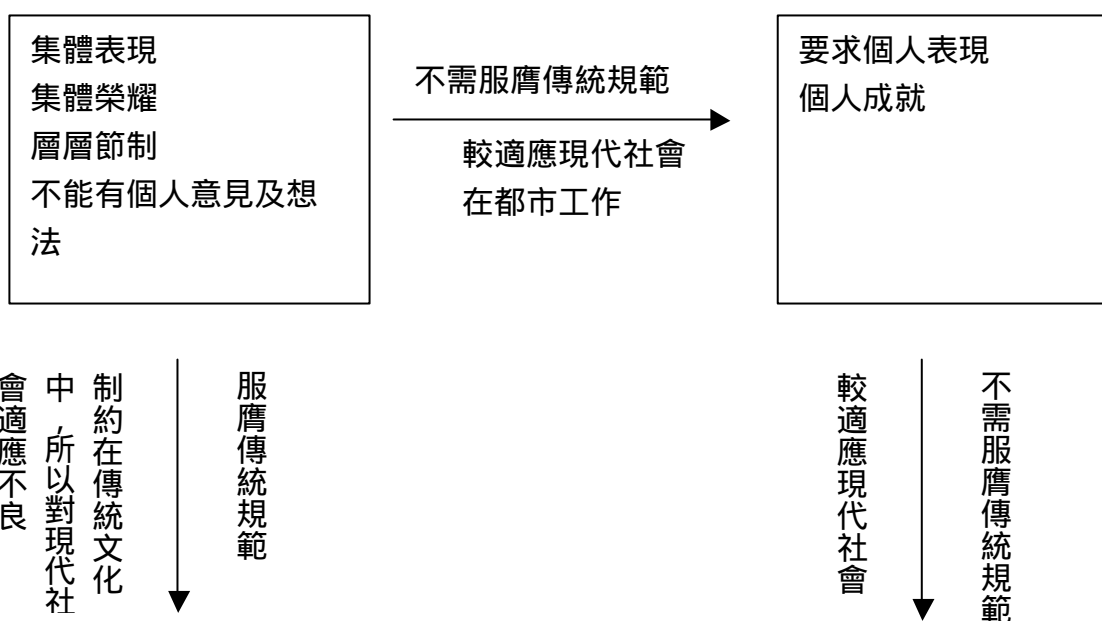 集體表現
集體榮耀
層層節制
不能有個人意見及想
法
不需服膺傳統規範
較適應現代社會
在都市工作
要求個人表現
個人成就
服膺傳統規範
制約在傳統文化
中，所以對現代社
會適應不良
不需服膺傳統規範
較適應現代社會